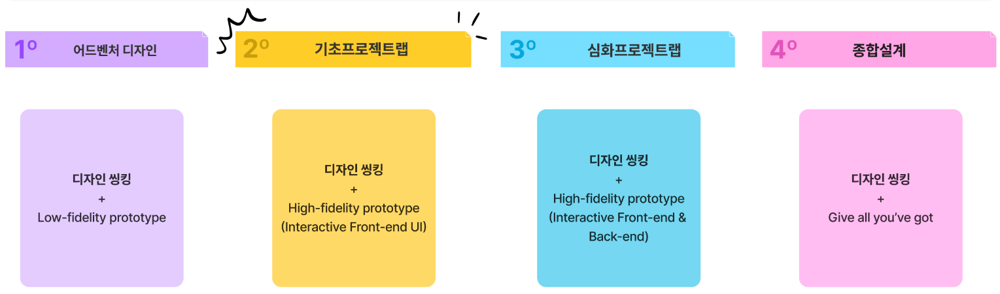 1º 어드벤처 디자인
2º 기초프로젝트랩
3º 심화프로젝트랩
4º 종합설계
디자인 씽킹
+
Low-fidelity prototype
디자인 씽킹
+
High-fidelity prototype
(Interactive Front-end UI)
디자인 씽킹
+
High-fidelity prototype
(Interactive Front-end &
Back-end)
디자인 씽킹
+
Give all you’ve got